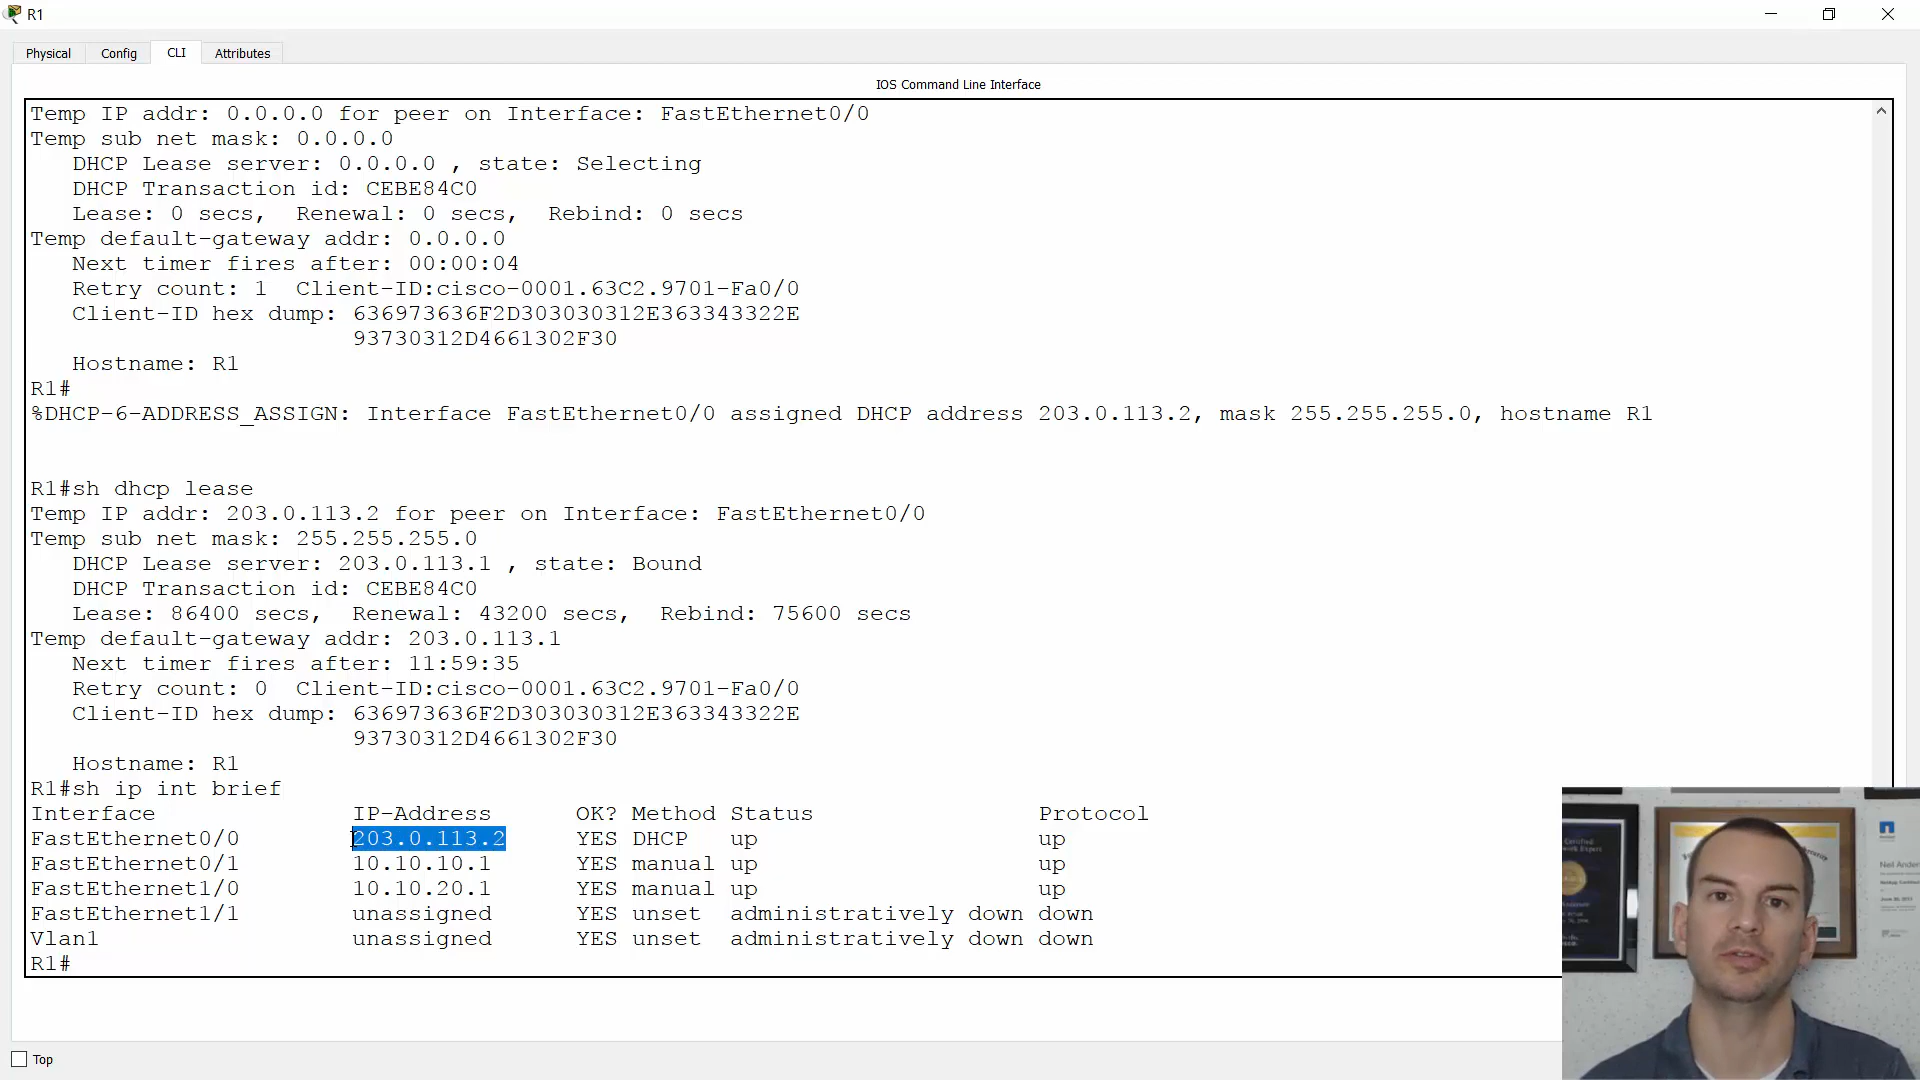 R1
Physical Config CLI Attributes
IOS Command Line Interface
Temp IP addr: 0.0.0.0 for peer on Interface: FastEthernet0/0
Temp sub net mask: 0.0.0.0
DHCP Lease server: 0.0.0.0 , state: Selecting
DHCP Transaction id: CEBE84C0
Lease: 0 secs, Renewal: 0 secs, Rebind: 0 secs
Temp default-gateway addr: 0.0.0.0
Next timer fires after: 00:00:04
Retry count: 1 Client-ID:cisco-0001.63C2.9701-Fa0/0
Client-ID hex dump: 636973636F2D303030312E363343322E
93730312D4661302F30
Hostname: R1
R1#
%DHCP-6-ADDRESS_ASSIGN: Interface FastEthernet0/0 assigned DHCP address 203.0.113.2, mask 255.255.255.0, hostname R1
R1#sh dhcp lease
Temp IP addr: 203.0.113.2 for peer on Interface: FastEthernet0/0
Temp sub net mask: 255.255.255.0
DHCP Lease server: 203.0.113.1 , state: Bound
DHCP Transaction id: CEBE84C0
Lease: 86400 secs, Renewal: 43200 secs, Rebind: 75600 secs
Temp default-gateway addr: 203.0.113.1
Next timer fires after: 11:59:35
Retry count: 0 Client-ID:cisco-0001.63C2.9701-Fa0/0
Client-ID hex dump: 636973636F2D303030312E363343322E
93730312D4661302F30
Hostname: R1
R1#sh ip int brief
Interface IP-Address OK? Method Status Protocol
FastEthernet0/0 203.0.113.2 YES DHCP up up
FastEthernet0/1 10.10.10.1 YES manual up up
FastEthernet1/0 10.10.20.1 YES manual up up
FastEthernet1/1 unassigned YES unset administratively down down
Vlan1 unassigned YES unset administratively down down
R1#
Top